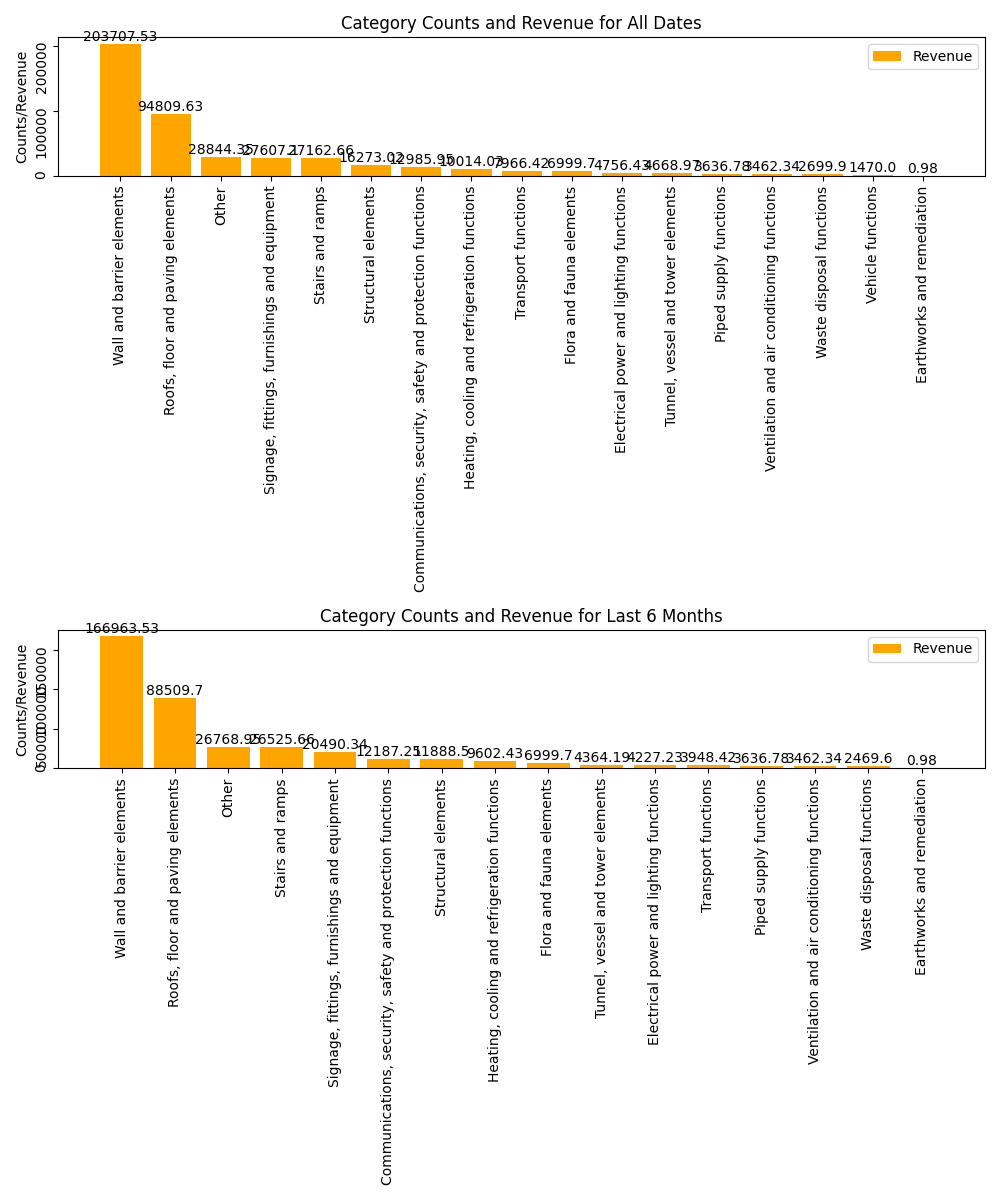 Category Counts and Revenue for All Dates
Counts/Revenue
200000
100000
0
Revenue
203707.53
94809.63
28844.35
27607.1
27162.66
16273.02
12985.95
10014.03
7966.42
6999.7
4756.43
4668.97
3636.78
3462.34
2699.9
1470.0
0.98
Wall and barrier elements
Roofs, floor and paving elements
Other
Signage, fittings, furnishings and equipment
Stairs and ramps
Structural elements
Communications, security, safety and protection functions
Heating, cooling and refrigeration functions
Transport functions
Flora and fauna elements
Electrical power and lighting functions
Tunnel, vessel and tower elements
Piped supply functions
Ventilation and air conditioning functions
Waste disposal functions
Vehicle functions
Earthworks and remediation
Category Counts and Revenue for Last 6 Months
Counts/Revenue
150000
100000
50000
0
Revenue
166963.53
88509.7
26768.95
26525.66
20490.34
12187.25
11888.5
9602.43
6999.7
4364.19
4227.23
3948.42
3636.78
3462.34
2469.6
0.98
Wall and barrier elements
Roofs, floor and paving elements
Other
Stairs and ramps
Signage, fittings, furnishings and equipment
Communications, security, safety and protection functions
Structural elements
Heating, cooling and refrigeration functions
Flora and fauna elements
Tunnel, vessel and tower elements
Electrical power and lighting functions
Transport functions
Piped supply functions
Ventilation and air conditioning functions
Waste disposal functions
Earthworks and remediation